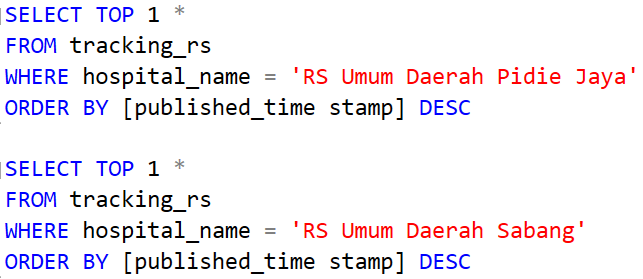 SELECT TOP 1 *
FROM tracking_rs
WHERE hospital_name = 'RS Umum Daerah Pidie Jaya'
ORDER BY [published_time stamp] DESC
SELECT TOP 1 *
FROM tracking_rs
WHERE hospital_name = 'RS Umum Daerah Sabang'
ORDER BY [published_time stamp] DESC